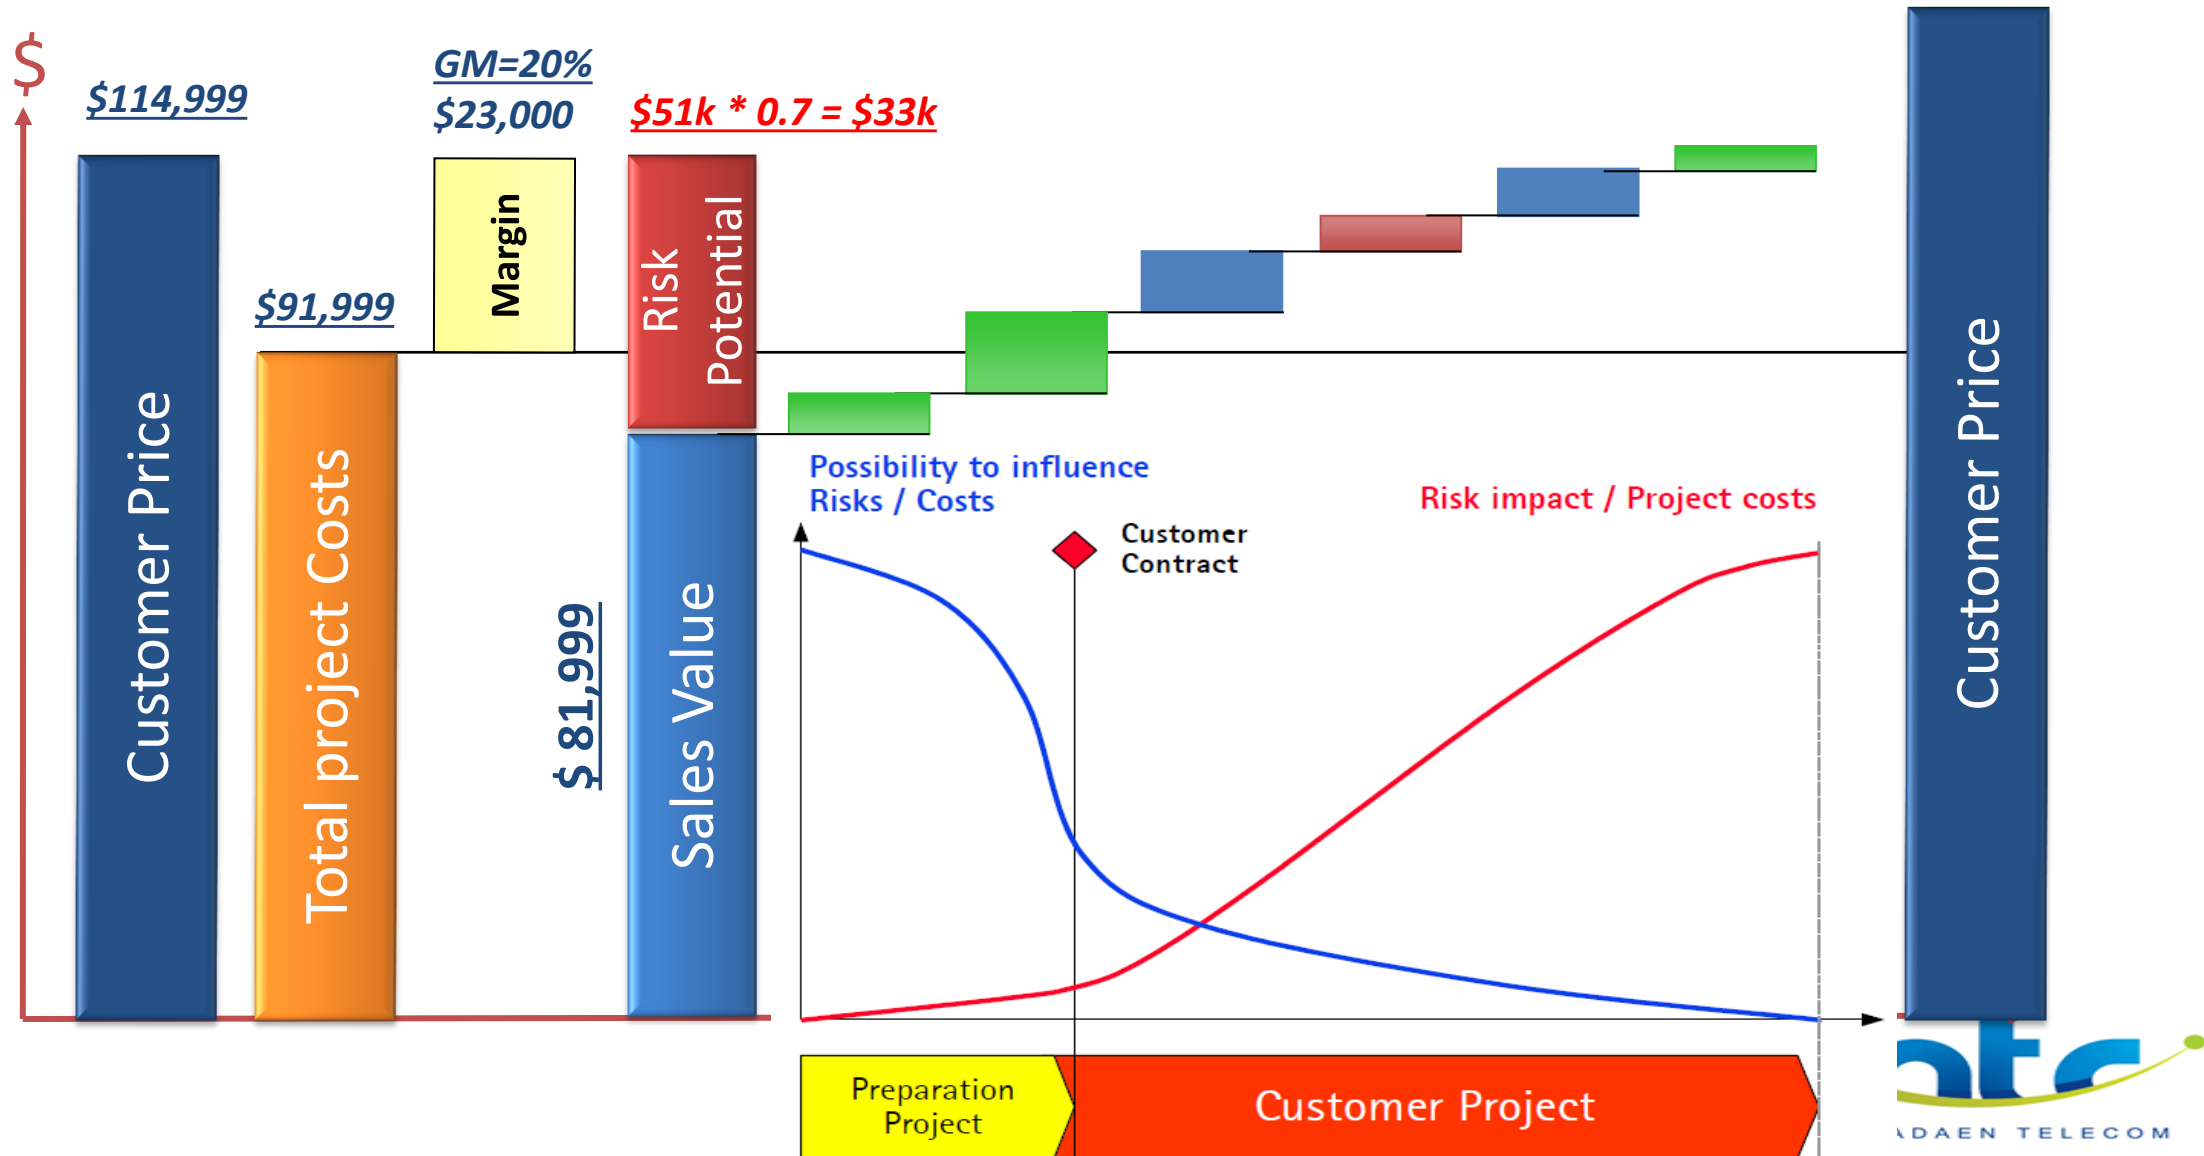 $
$114,999
GM=20%
$23,000
$51k * 0.7 = $33k
$91,999
Customer Price
Total project Costs
Margin
Risk
Potential
$ 81,999
Sales Value
Possibility to influence
Risks / Costs
Customer
Contract
Risk impact / Project costs
Customer Price
Preparation
Project
Customer Project
ntc
ADAEN TELECOM